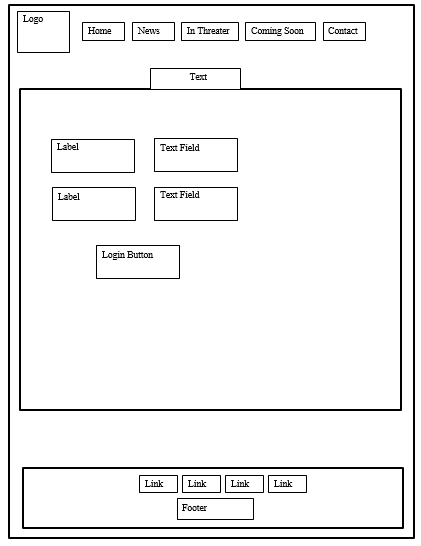 Logo
Home News In Threater Coming Soon Contact
Text
Label Text Field
Label Text Field
Login Button
Link Link Link Link
Footer